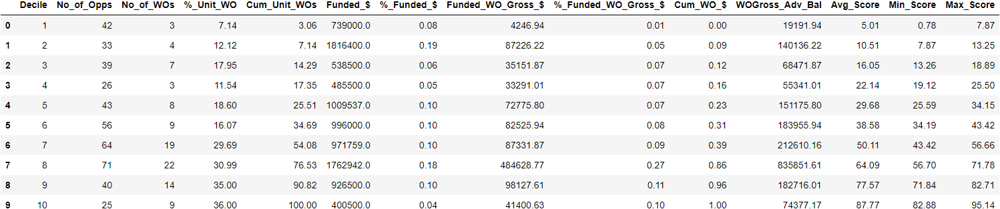 Decile No_of_Opps No_of_WOs %_Unit_WO Cum_Unit_WOs Funded_$ %_Funded_$ Funded_WO_Gross_$ %_Funded_WO_Gross_$ Cum_WO_$ WOGross_Adv_Bal Avg_Score Min_Score Max_Score
0 1 42 3 7.14 3.06 739000.0 0.08 4246.94 0.01 0.00 19191.94 5.01 0.78 7.87
1 2 33 4 12.12 7.14 1816400.0 0.19 87226.22 0.05 0.09 140136.22 10.51 7.87 13.25
2 3 39 7 17.95 14.29 538500.0 0.06 35151.87 0.07 0.12 68471.87 16.05 13.26 18.89
3 4 26 3 11.54 17.35 485500.0 0.05 33291.01 0.07 0.16 55341.01 22.14 19.12 25.50
4 5 43 8 18.60 25.51 1009537.0 0.10 72775.80 0.07 0.23 151175.80 29.68 25.59 34.15
5 6 56 9 16.07 34.69 996000.0 0.10 82525.94 0.08 0.31 183955.94 38.58 34.19 43.42
6 7 64 19 29.69 54.08 971759.0 0.10 87331.87 0.09 0.39 212610.16 50.11 43.42 56.66
7 8 71 22 30.99 76.53 1762942.0 0.18 484628.77 0.27 0.86 835851.61 64.09 56.70 71.78
8 9 40 14 35.00 90.82 926500.0 0.10 98127.61 0.11 0.96 182716.01 77.57 71.84 82.71
9 10 25 9 36.00 100.00 400500.0 0.04 41400.63 0.10 1.00 74377.17 87.77 82.88 95.14